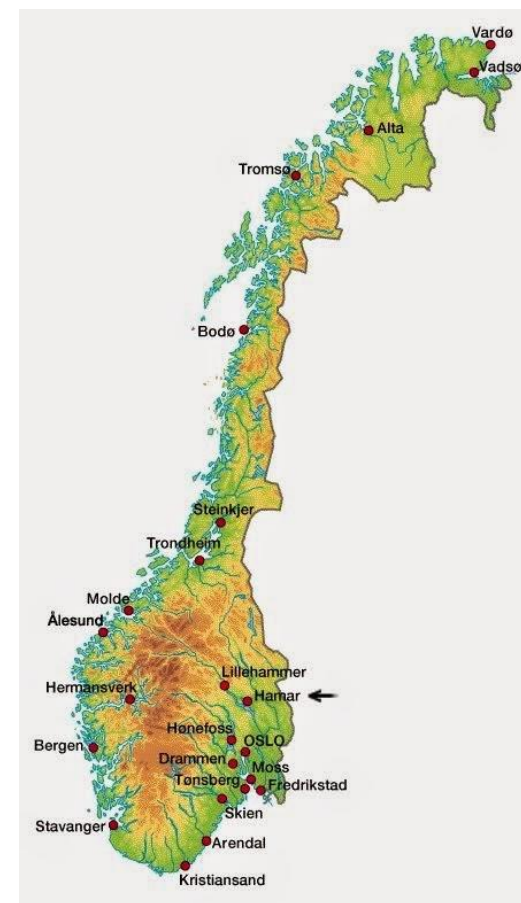 Vardø
Vadsø
Alta
Tromsø
Bodø
Steinkjer
Trondheim
Molde
Ålesund
Lillehammer
Hermansverk
Hamar
Hønefoss
OSLO
Bergen
Drammen
Moss
Tønsberg
Fredrikstad
Skien
Stavanger
Arendal
Kristiansand